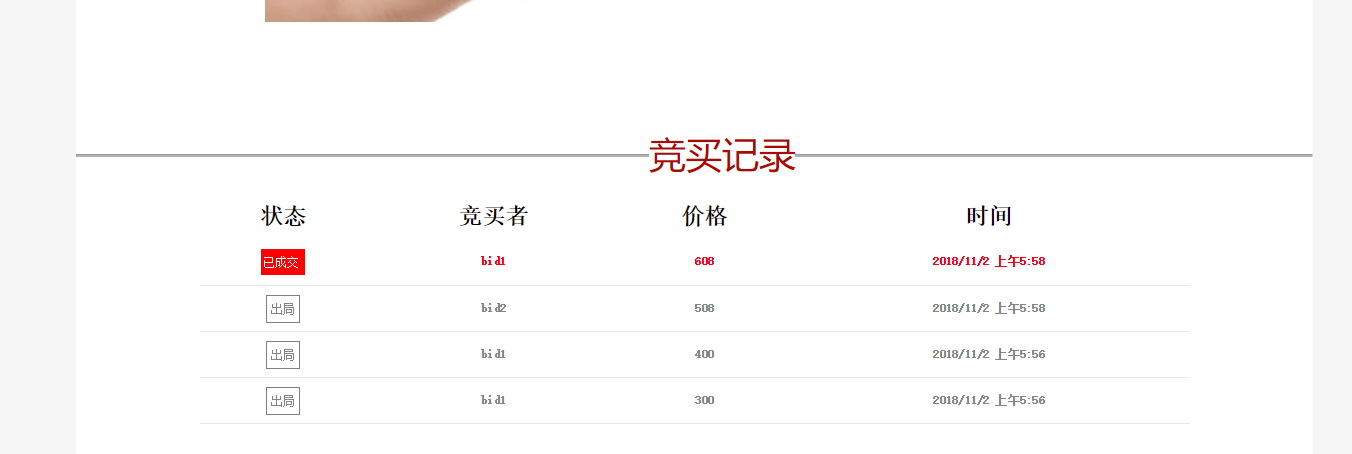 竞买记录
状态 竞买者 价格 时间
已成交 bid1 608 2018/11/2 上午5:58
出局 bid2 508 2018/11/2 上午5:58
出局 bid1 400 2018/11/2 上午5:56
出局 bid1 300 2018/11/2 上午5:56